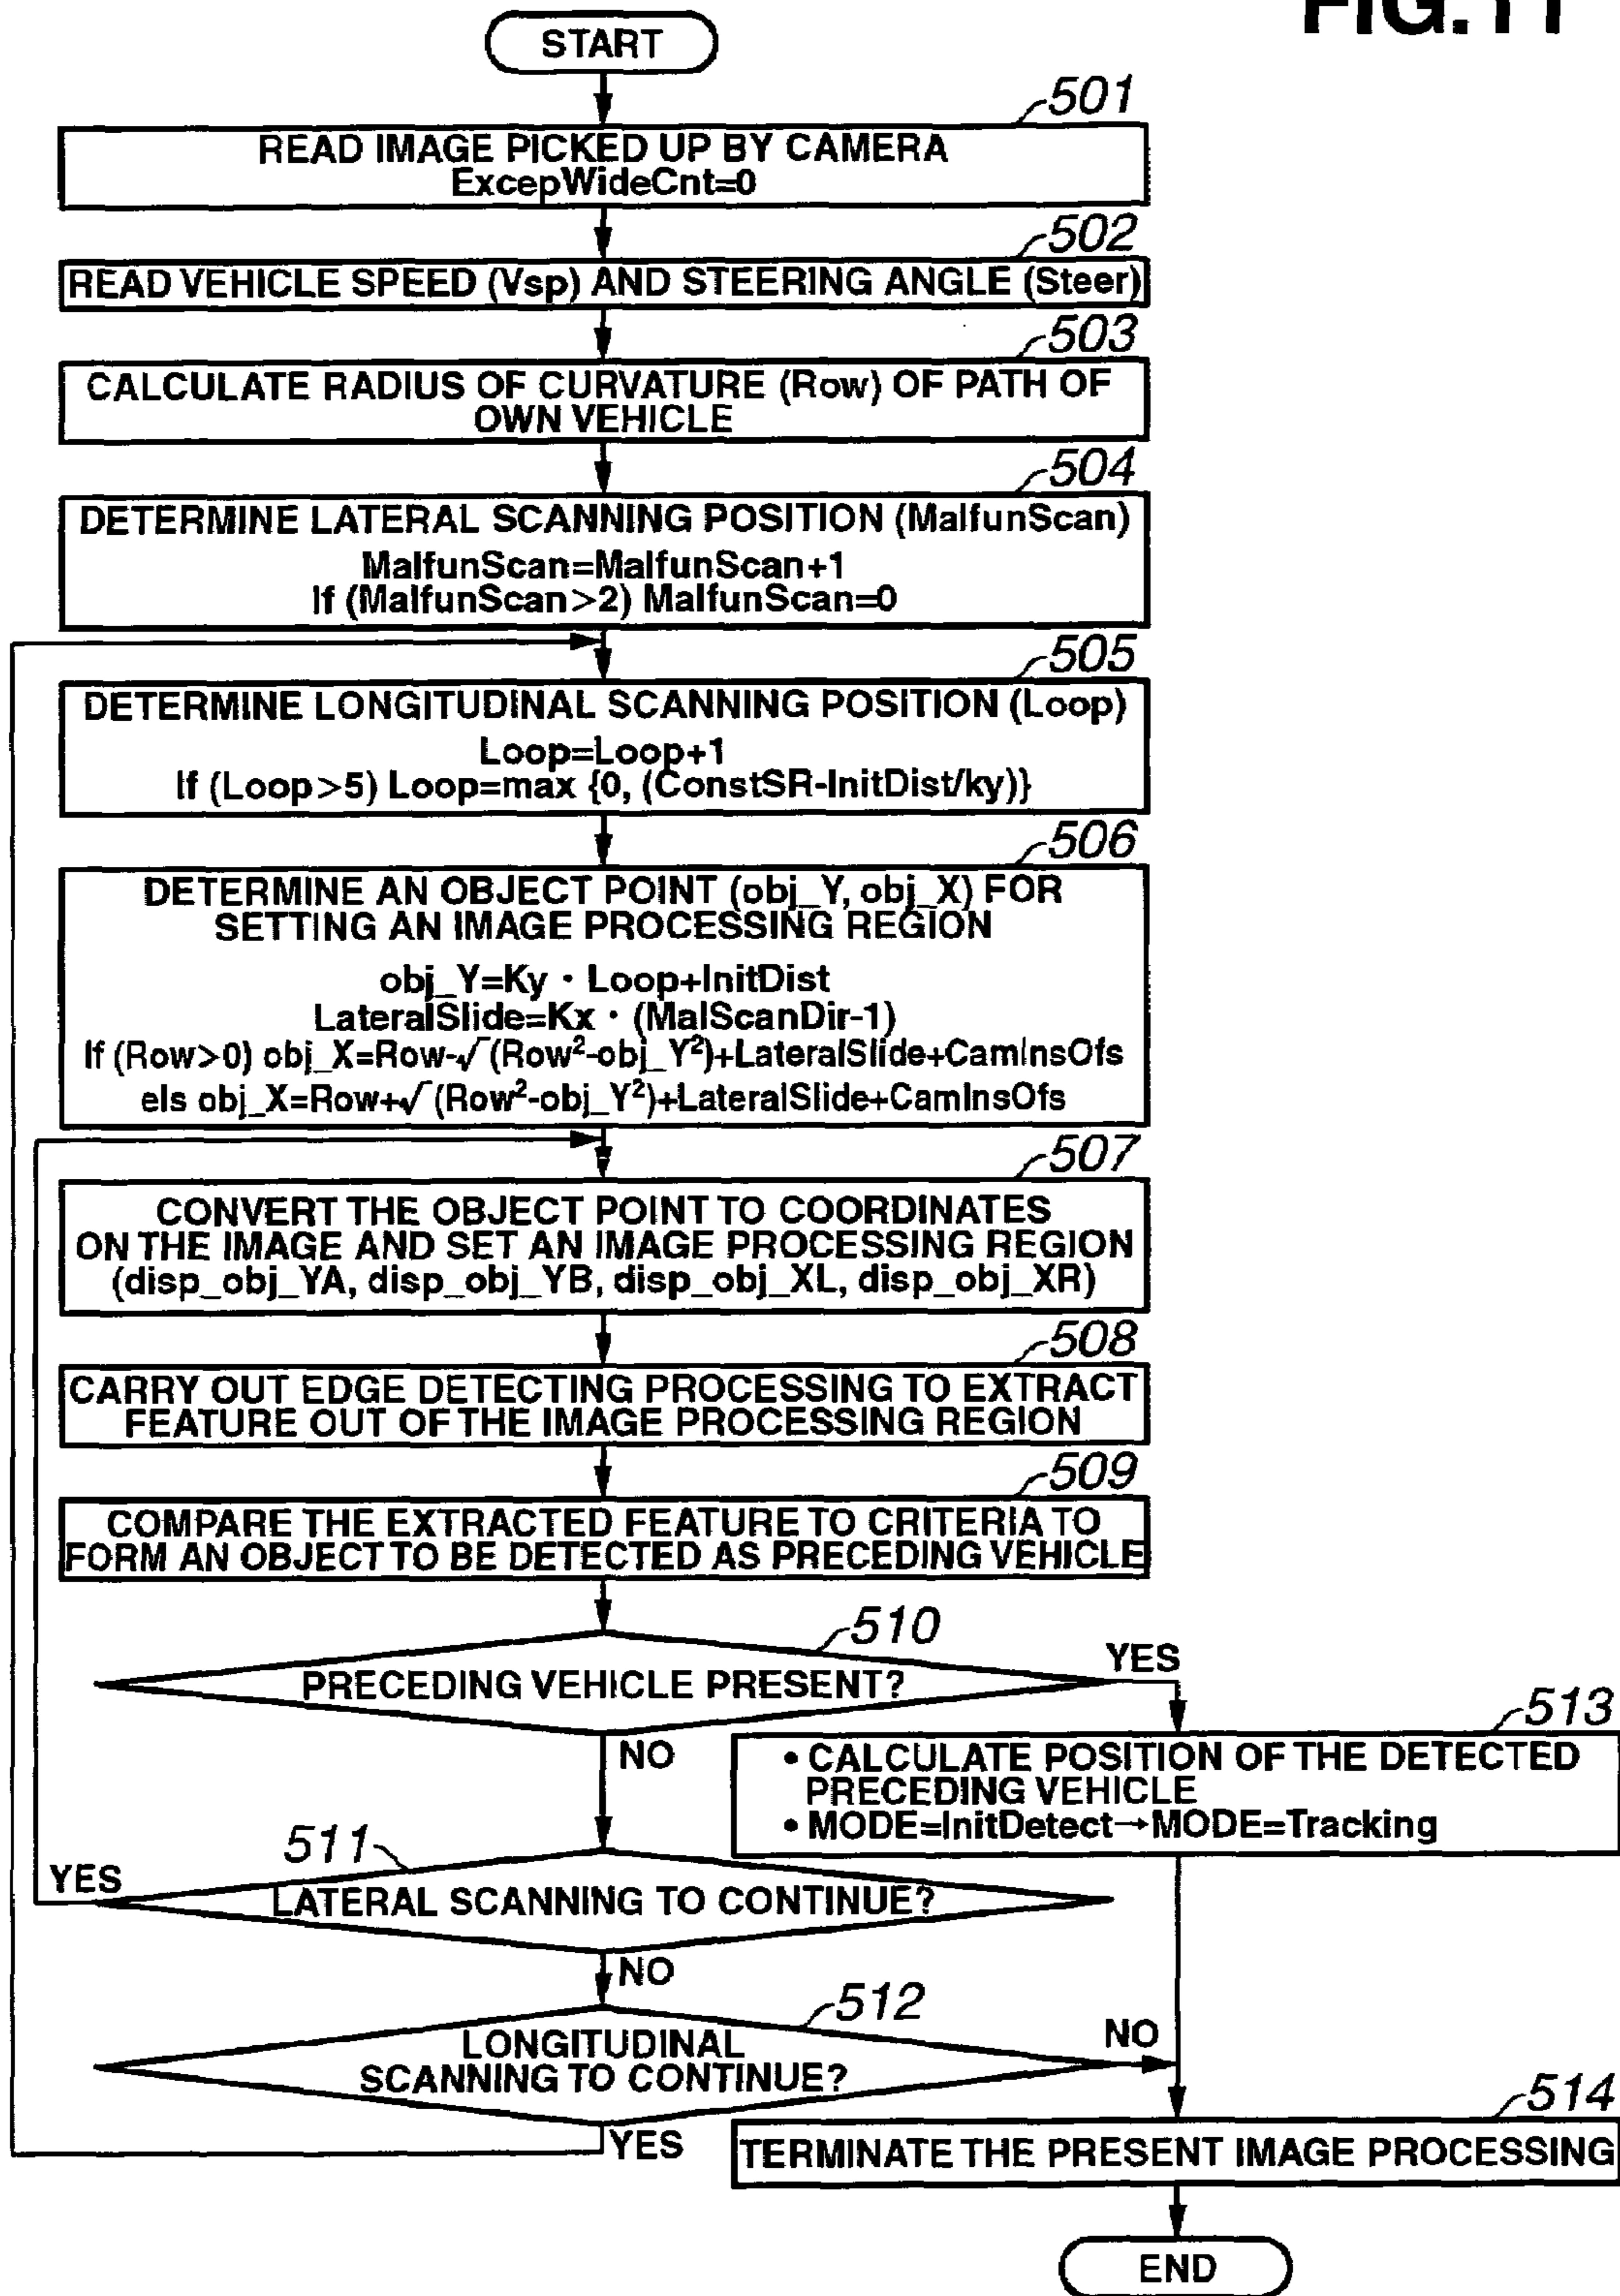 FIG.11
START
501
READ IMAGE PICKED UP BY CAMERA
ExcepWideCnt=0
502
READ VEHICLE SPEED (Vsp) AND STEERING ANGLE (Steer)
503
CALCULATE RADIUS OF CURVATURE (Row) OF PATH OF
OWN VEHICLE
504
DETERMINE LATERAL SCANNING POSITION (MalfunScan)
MalfunScan=MalfunScan+1
If (MalfunScan>2) MalfunScan=0
505
DETERMINE LONGITUDINAL SCANNING POSITION (Loop)
Loop=Loop+1
If (Loop>5) Loop=max {0, (ConstSR-InitDist/ky)}
506
DETERMINE AN OBJECT POINT (obj_Y, obj_X) FOR
SETTING AN IMAGE PROCESSING REGION
obj_Y=Ky · Loop+InitDist
LateralSlide=Kx · (MalScanDir-1)
If (Row>0) obj_X=Row-√(Row²-obj_Y²)+LateralSlide+CamInsOfs
els obj_X=Row+√(Row²-obj_Y²)+LateralSlide+CamInsOfs
507
CONVERT THE OBJECT POINT TO COORDINATES
ON THE IMAGE AND SET AN IMAGE PROCESSING REGION
(disp_obj_YA, disp_obj_YB, disp_obj_XL, disp_obj_XR)
508
CARRY OUT EDGE DETECTING PROCESSING TO EXTRACT
FEATURE OUT OF THE IMAGE PROCESSING REGION
509
COMPARE THE EXTRACTED FEATURE TO CRITERIA TO
FORM AN OBJECT TO BE DETECTED AS PRECEDING VEHICLE
510
PRECEDING VEHICLE PRESENT?
YES
NO
513
• CALCULATE POSITION OF THE DETECTED
PRECEDING VEHICLE
• MODE=InitDetect→MODE=Tracking
511
YES
LATERAL SCANNING TO CONTINUE?
NO
512
LONGITUDINAL
SCANNING TO CONTINUE?
NO
YES
514
TERMINATE THE PRESENT IMAGE PROCESSING
END